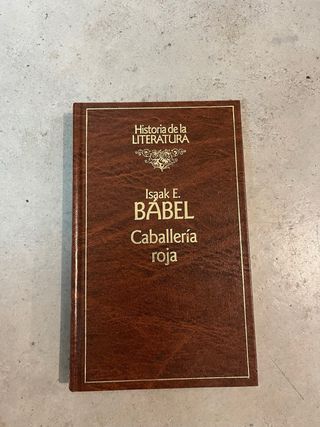 Historia de la
LITERATURA
Isaak E.
BABEL
Caballería
roja